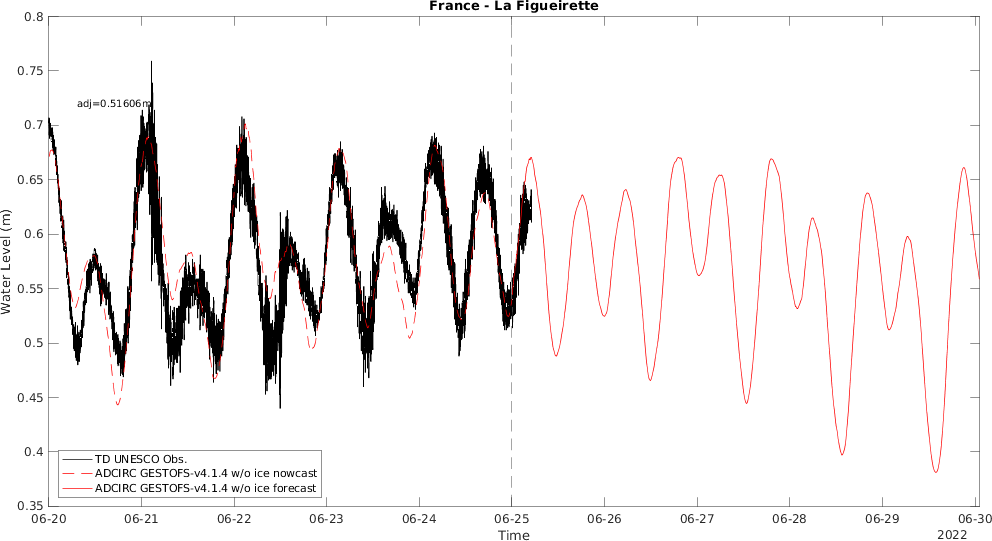 France - La Figueirette
0.8
0.75
0.7
0.65
0.6
0.55
0.5
0.45
0.4
0.35
Water Level (m)
adj=0.51606m
TD UNESCO Obs.
ADCIRC GESTOFS-v4.1.4 w/o ice nowcast
ADCIRC GESTOFS-v4.1.4 w/o ice forecast
06-20 06-21 06-22 06-23 06-24 06-25 06-26 06-27 06-28 06-29 06-30
Time
2022